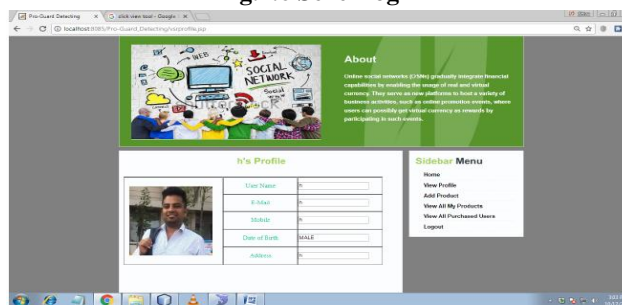 Pro-Guard Detecting
click view tool - Google
localhost:8085/Pro-Guard_Detecting/vsrprofile.jsp
WEB
SOCIAL
NETWORK
Social
About
Online social networks (OSNs) gradually integrate financial
capabilities by enabling the usage of real and virtual
currency. They serve as new platforms to host a variety of
business activities, such as online promotion events, where
users can possibly get virtual currency as rewards by
participating in such events.
h's Profile
User Name
h
E-Mail
h
Mobile
h
Date of Birth
MALE
Address
h
Sidebar Menu
Home
View Profile
Add Product
View All My Products
View All Purchased Users
Logout